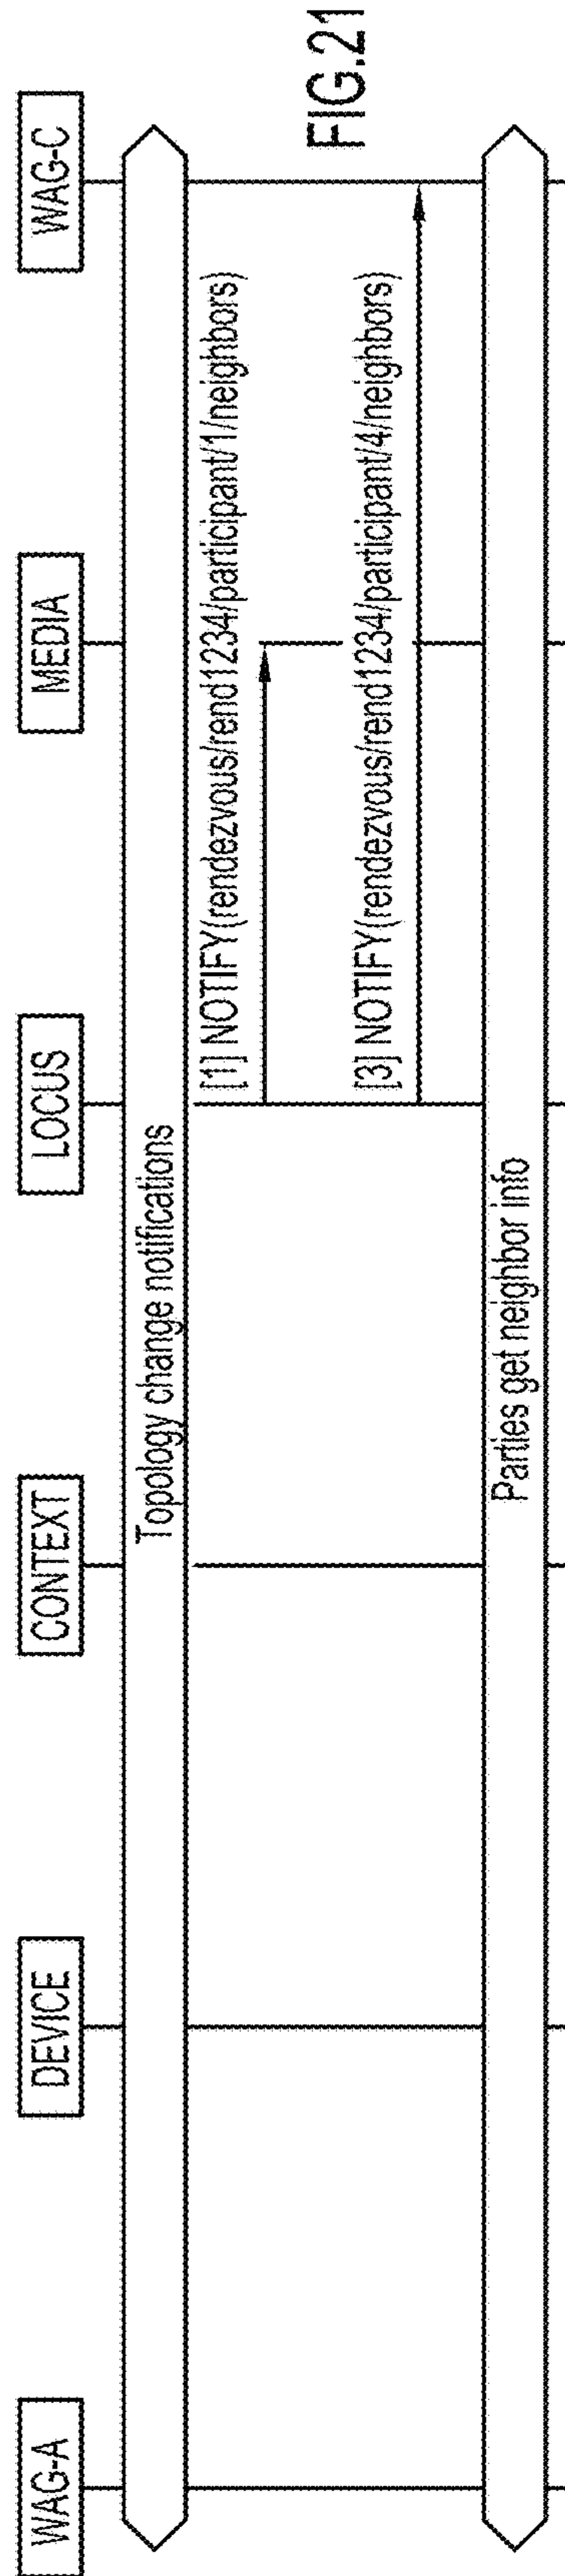 WAG-A
DEVICE
CONTEXT
LOCUS
MEDIA
WAG-C
Topology change notifications
[1] NOTIFY(rendezvous/rend1234/participant/1/neighbors)
[3] NOTIFY(rendezvous/rend1234/participant/4/neighbors)
Parties get neighbor info
FIG.21